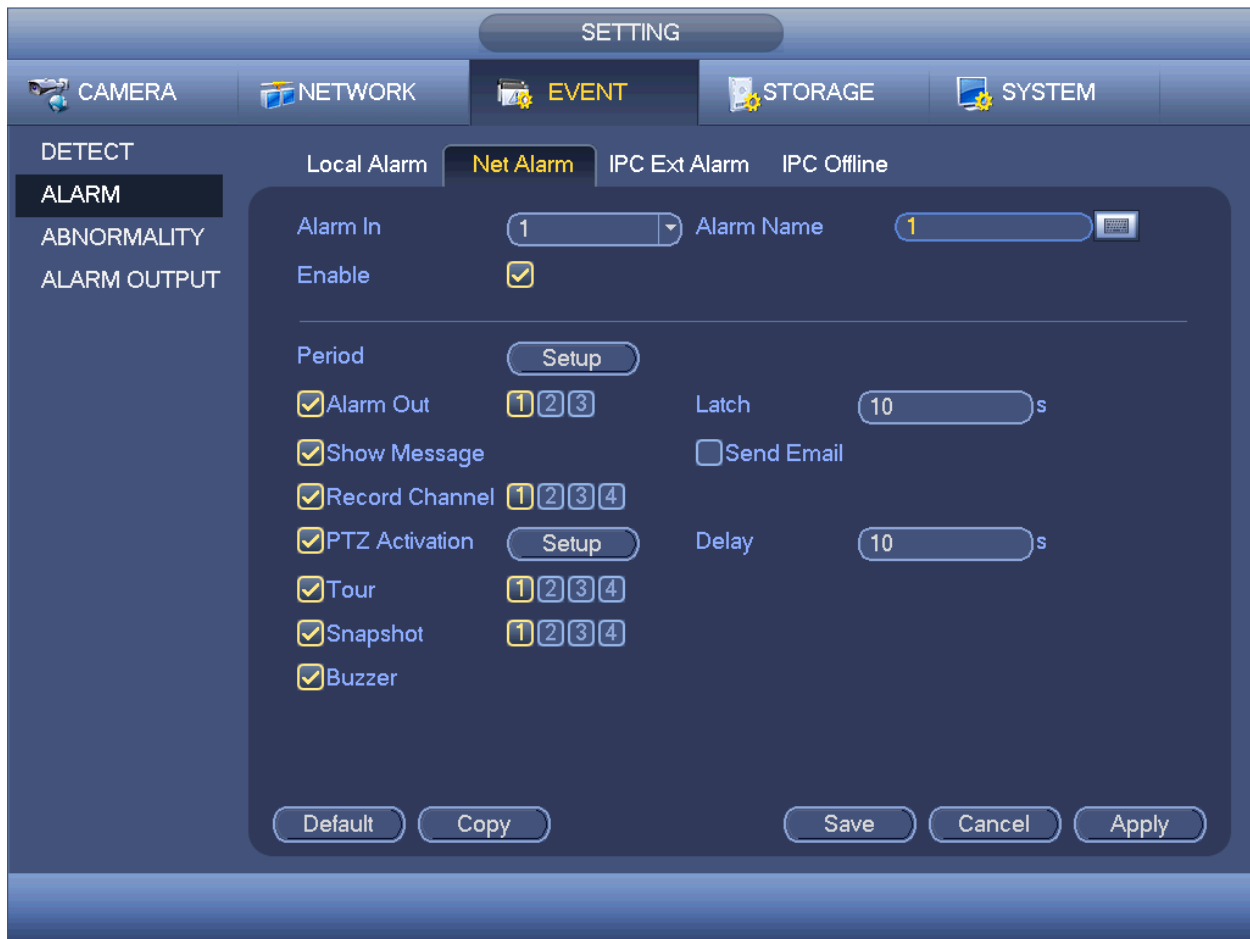 SETTING
CAMERA NETWORK EVENT STORAGE SYSTEM
DETECT
ALARM
ABNORMALITY
ALARM OUTPUT
Local Alarm Net Alarm IPC Ext Alarm IPC Offline
Alarm In 1 Alarm Name 1
Enable
Period Setup
Alarm Out 1 2 3 Latch 10 s
Show Message Send Email
Record Channel 1 2 3 4
PTZ Activation Setup Delay 10 s
Tour 1 2 3 4
Snapshot 1 2 3 4
Buzzer
Default Copy Save Cancel Apply